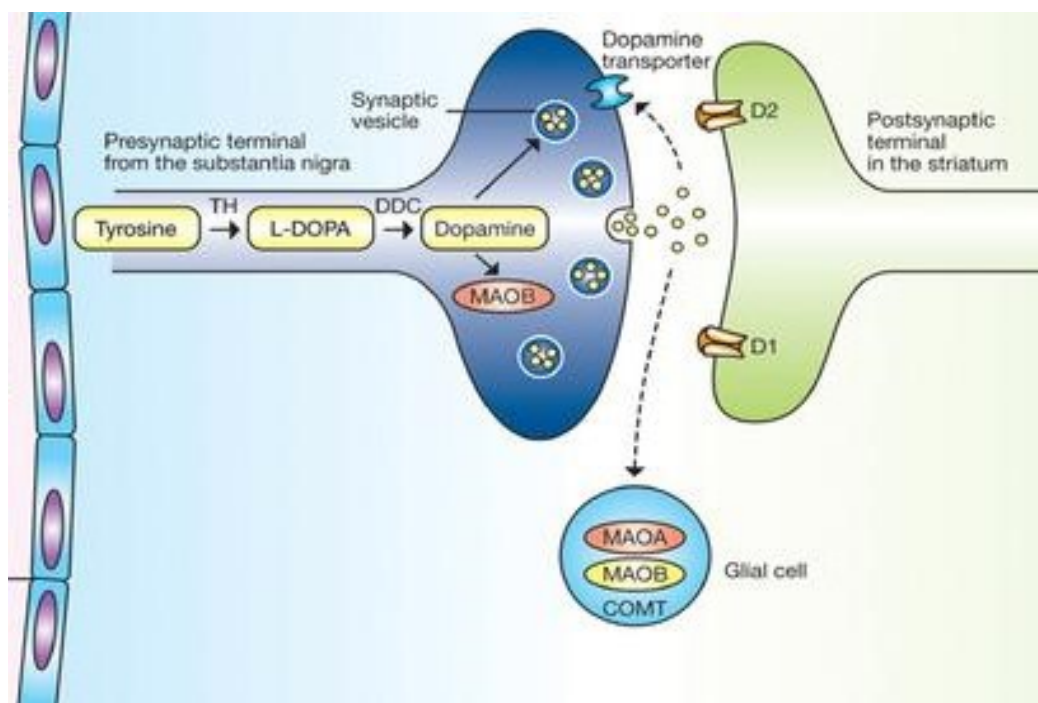 Dopamine
transporter
Synaptic
vesicle
D2
Postsynaptic
terminal
in the striatum
Presynaptic terminal
from the substantia nigra
TH
DDC
Tyrosine
L-DOPA
Dopamine
MAOB
D1
MAOA
MAOB
COMT
Glial cell